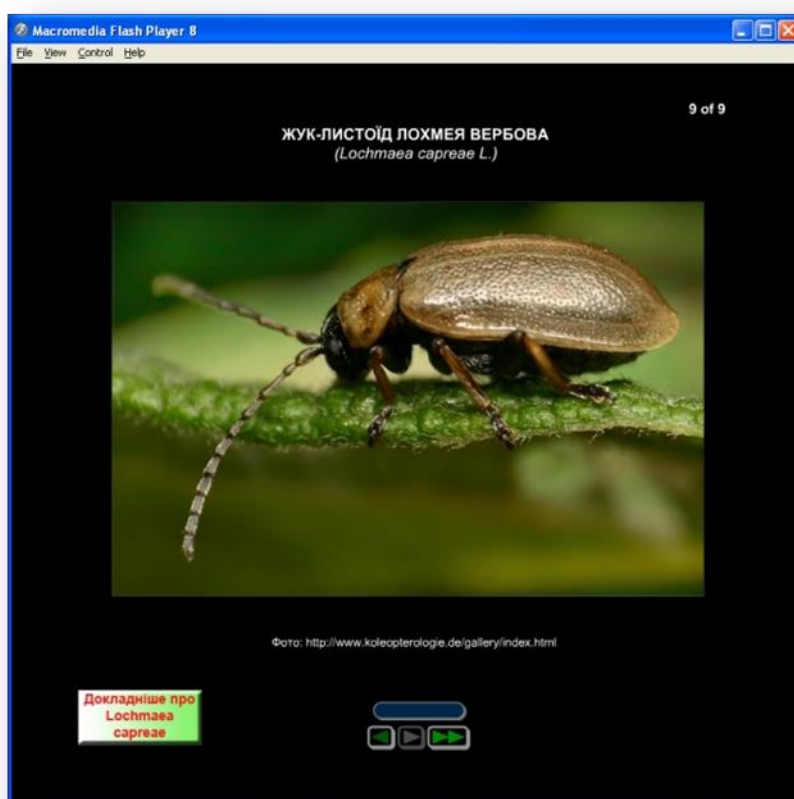 Macromedia Flash Player 8
File View Control Help
9 of 9
ЖУК-ЛИСТОЇД ЛОХМЕЯ ВЕРБОВА
(Lochmaea capreae L.)
Фото: http://www.koleopterologie.de/gallery/index.html
Докладніше про
Lochmaea
capreae